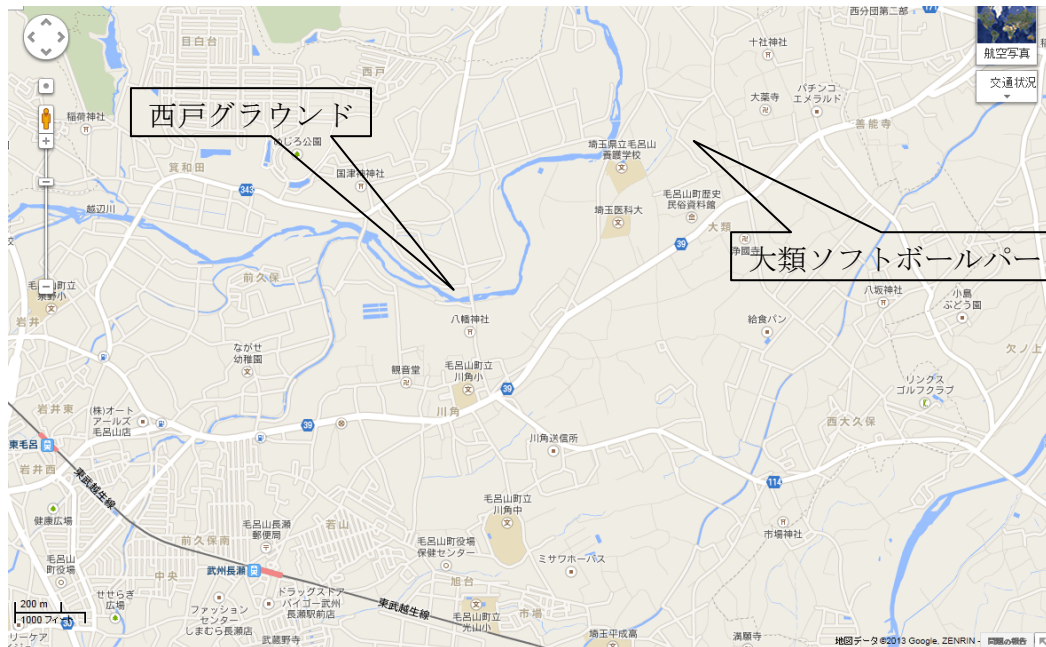 西分団第二部
171
目白台
十社神社
航空写真
西戸
交通状況
パチンコ
エメラルド
大薬寺
稲荷神社
西戸グラウンド
善能寺
めじろ公園
埼玉県立毛呂山
養護学校
箕和田
国津神神社
343
毛呂山町歴史
民俗資料館
越辺川
埼玉医科大
大類
39
浄國寺
大類ソフトボールパー
前久保
毛呂山町立
泉野小
八坂神社
小島
ぶどう園
岩井
八幡神社
給食パン
ながせ
幼稚園
欠ノ上
観音堂
毛呂山町立
川角小
リンクス
ゴルフクラブ
39
岩井東
(株)オート
アールズ
毛呂山店
川角
39
西大久保
東毛呂
川角送信所
岩井西
東武越生線
114
毛呂山町立
川角中
健康広場
毛呂山長瀬
郵便局
若山
市場神社
前久保南
毛呂山町役場
保健センター
ミサワホーバス
毛呂山
町役場
中央
武州長瀬
旭台
せせらぎ
広場
ドラッグストア
バイゴー武州
長瀬駅前店
200 m
1000 フィート
ファッション
センター
しまむら長瀬店
東武越生線
毛呂山町立
光山小
市場
リーケア
武蔵野寺
埼玉平成高
満願寺
地図データ ©2013 Google, ZENRIN -
問題の報告